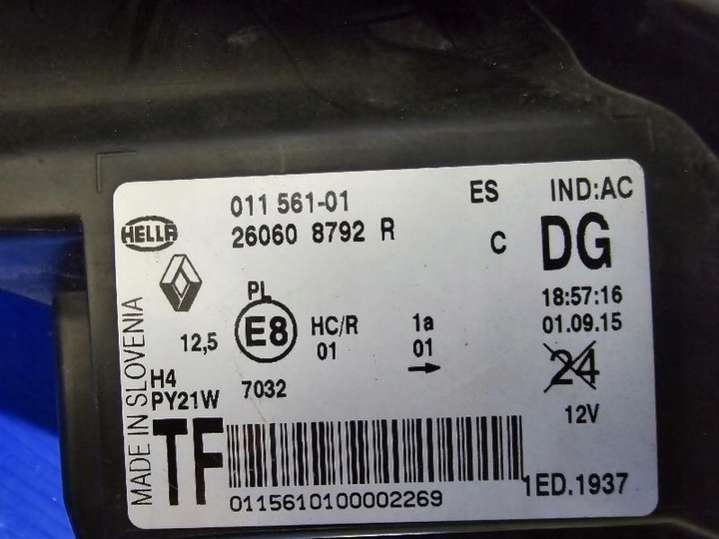 011 561-01 ES IND:AC
HELLA 26060 8792 R C DG
18:57:16
PL
E8 HC/R 1a 01.09.15
12,5 01 01
24
H4
PY21W 7032 12V
MADE IN SLOVENIA
TF
0115610100002269 1ED.1937